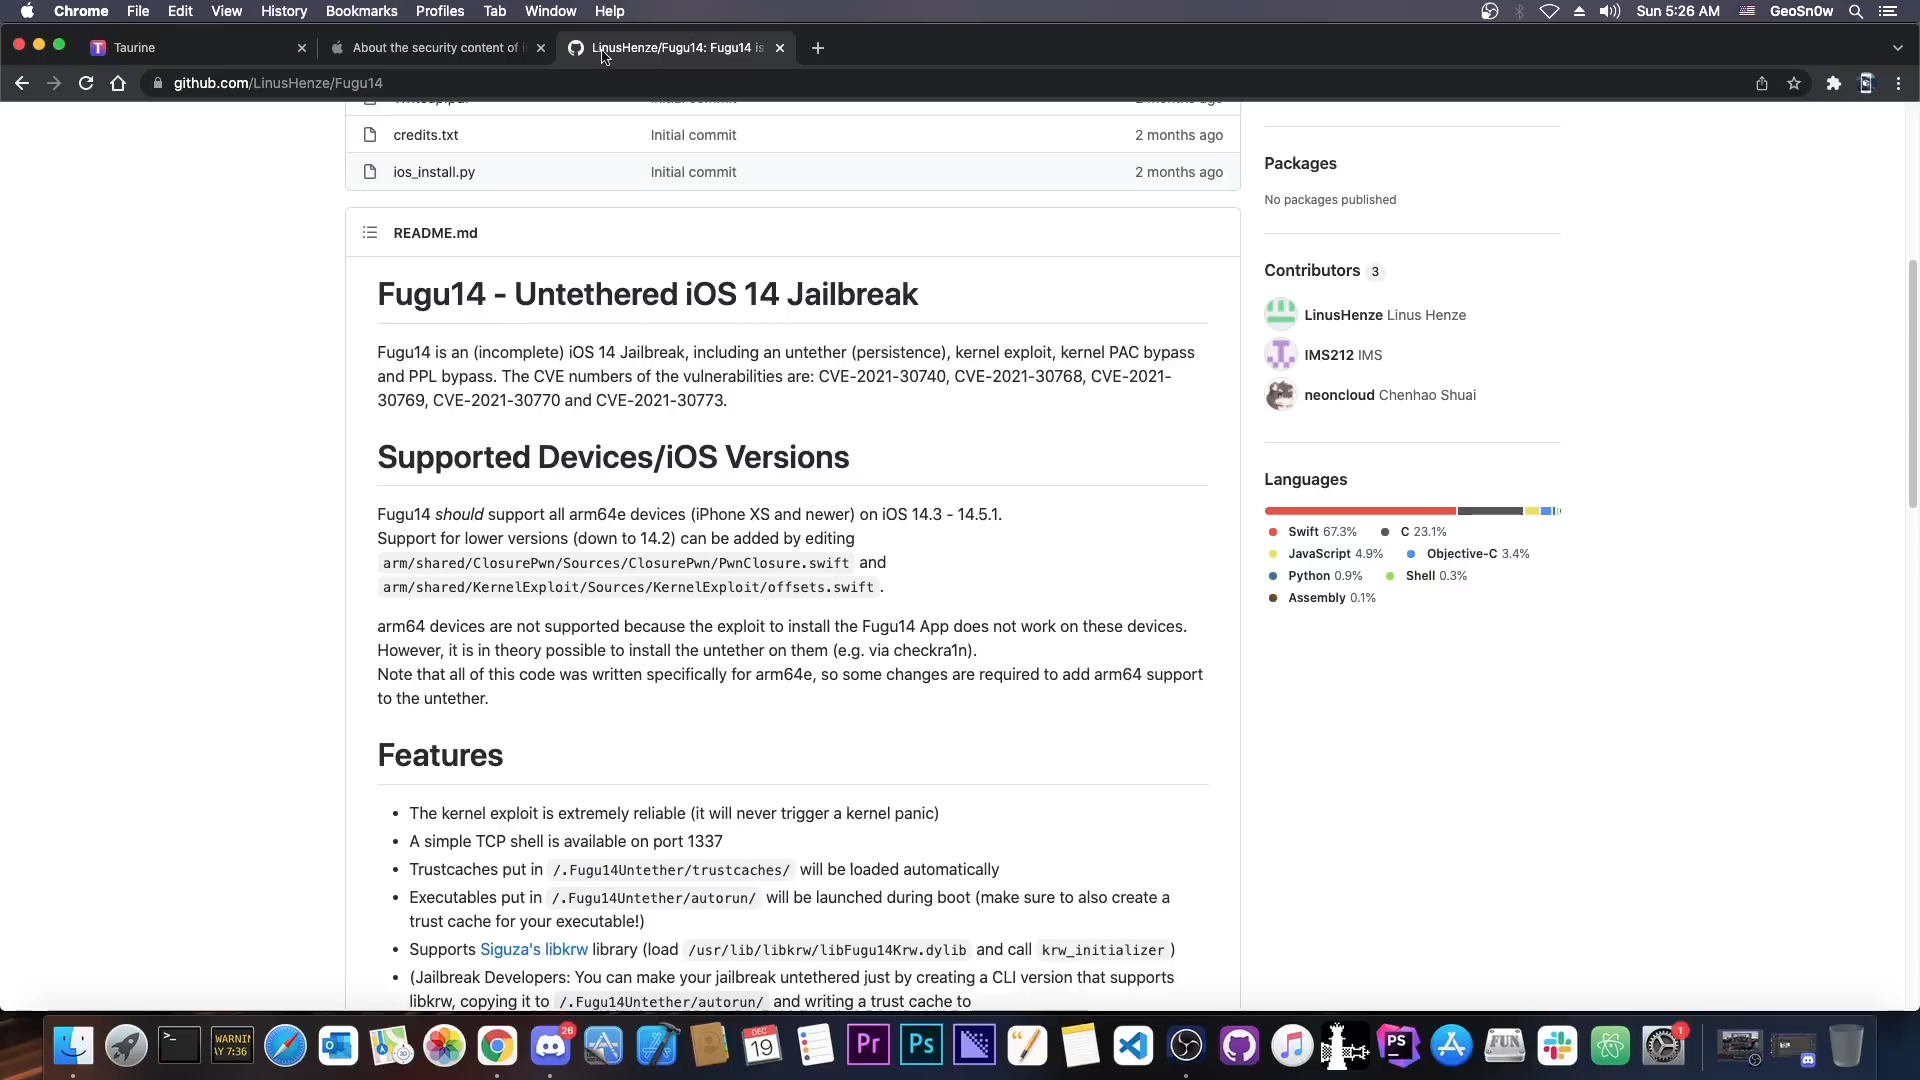 Chrome File Edit View History Bookmarks Profiles Tab Window Help Sun 5:26 AM GeoSn0w
Taurine About the security content of i LinusHenze/Fugu14: Fugu14 is
github.com/LinusHenze/Fugu14
credits.txt Initial commit 2 months ago
ios_install.py Initial commit 2 months ago
README.md
Fugu14 - Untethered iOS 14 Jailbreak
Fugu14 is an (incomplete) iOS 14 Jailbreak, including an untether (persistence), kernel exploit, kernel PAC bypass
and PPL bypass. The CVE numbers of the vulnerabilities are: CVE-2021-30740, CVE-2021-30768, CVE-2021-
30769, CVE-2021-30770 and CVE-2021-30773.
Supported Devices/iOS Versions
Fugu14 should support all arm64e devices (iPhone XS and newer) on iOS 14.3 - 14.5.1.
Support for lower versions (down to 14.2) can be added by editing
arm/shared/ClosurePwn/Sources/ClosurePwn/PwnClosure.swift and
arm/shared/KernelExploit/Sources/KernelExploit/offsets.swift .
arm64 devices are not supported because the exploit to install the Fugu14 App does not work on these devices.
However, it is in theory possible to install the untether on them (e.g. via checkra1n).
Note that all of this code was written specifically for arm64e, so some changes are required to add arm64 support
to the untether.
Features
• The kernel exploit is extremely reliable (it will never trigger a kernel panic)
• A simple TCP shell is available on port 1337
• Trustcaches put in /.Fugu14Untether/trustcaches/ will be loaded automatically
• Executables put in /.Fugu14Untether/autorun/ will be launched during boot (make sure to also create a
trust cache for your executable!)
• Supports Siguza's libkrw library (load /usr/lib/libkrw/libFugu14Krw.dylib and call krw_initializer )
• (Jailbreak Developers: You can make your jailbreak untethered just by creating a CLI version that supports
libkrw, copying it to /.Fugu14Untether/autorun/ and writing a trust cache to
Packages
No packages published
Contributors 3
LinusHenze Linus Henze
IMS212 IMS
neoncloud Chenhao Shuai
Languages
Swift 67.3% C 23.1%
JavaScript 4.9% Objective-C 3.4%
Python 0.9% Shell 0.3%
Assembly 0.1%
WARNIN
AY 7:36
26
DEC
19
Pr
Ps
PS
FUN
1